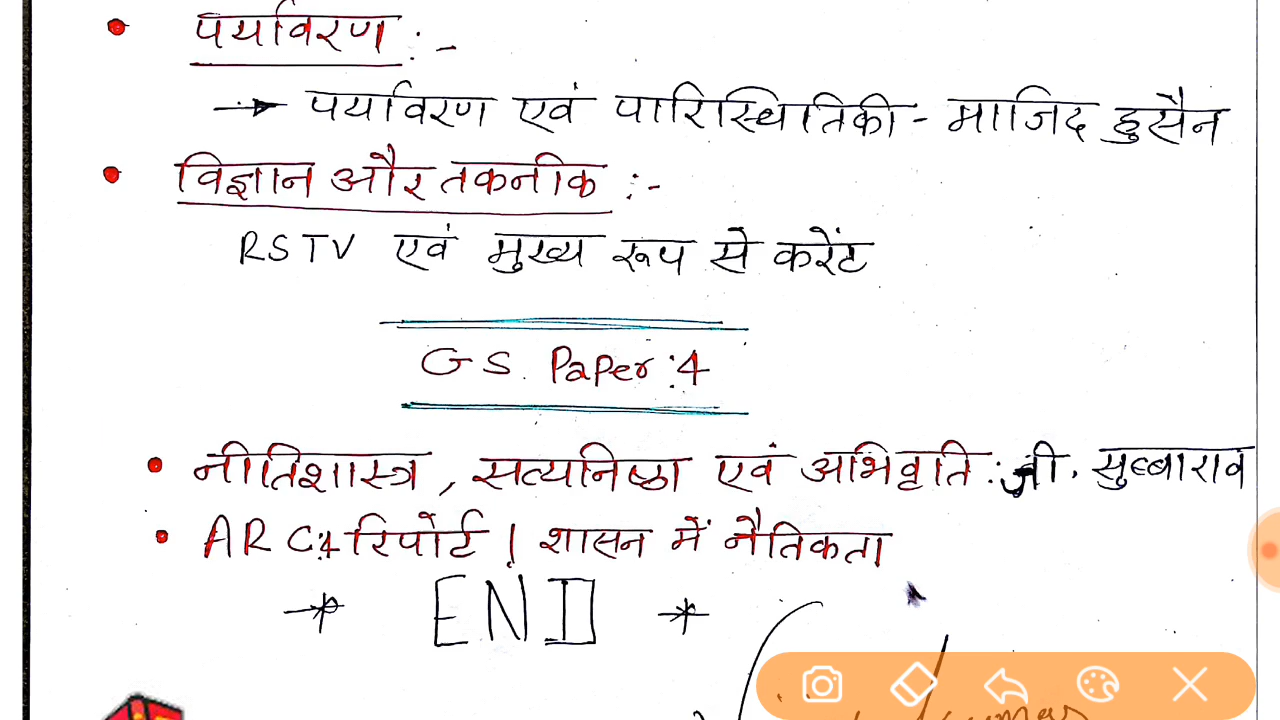 • पर्यावरण :-
→ पर्यावरण एवं पारिस्थितिकी - माजिद हुसैन
• विज्ञान और तकनीक :-
RSTV एवं मुख्य रूप से करेंट
GS. Paper : 4
• नीतिशास्त्र, सत्यनिष्ठा एवं अभिवृति : जी. सुब्बाराव
• ARC : 4 रिपोर्ट / शासन में नैतिकता
* END *